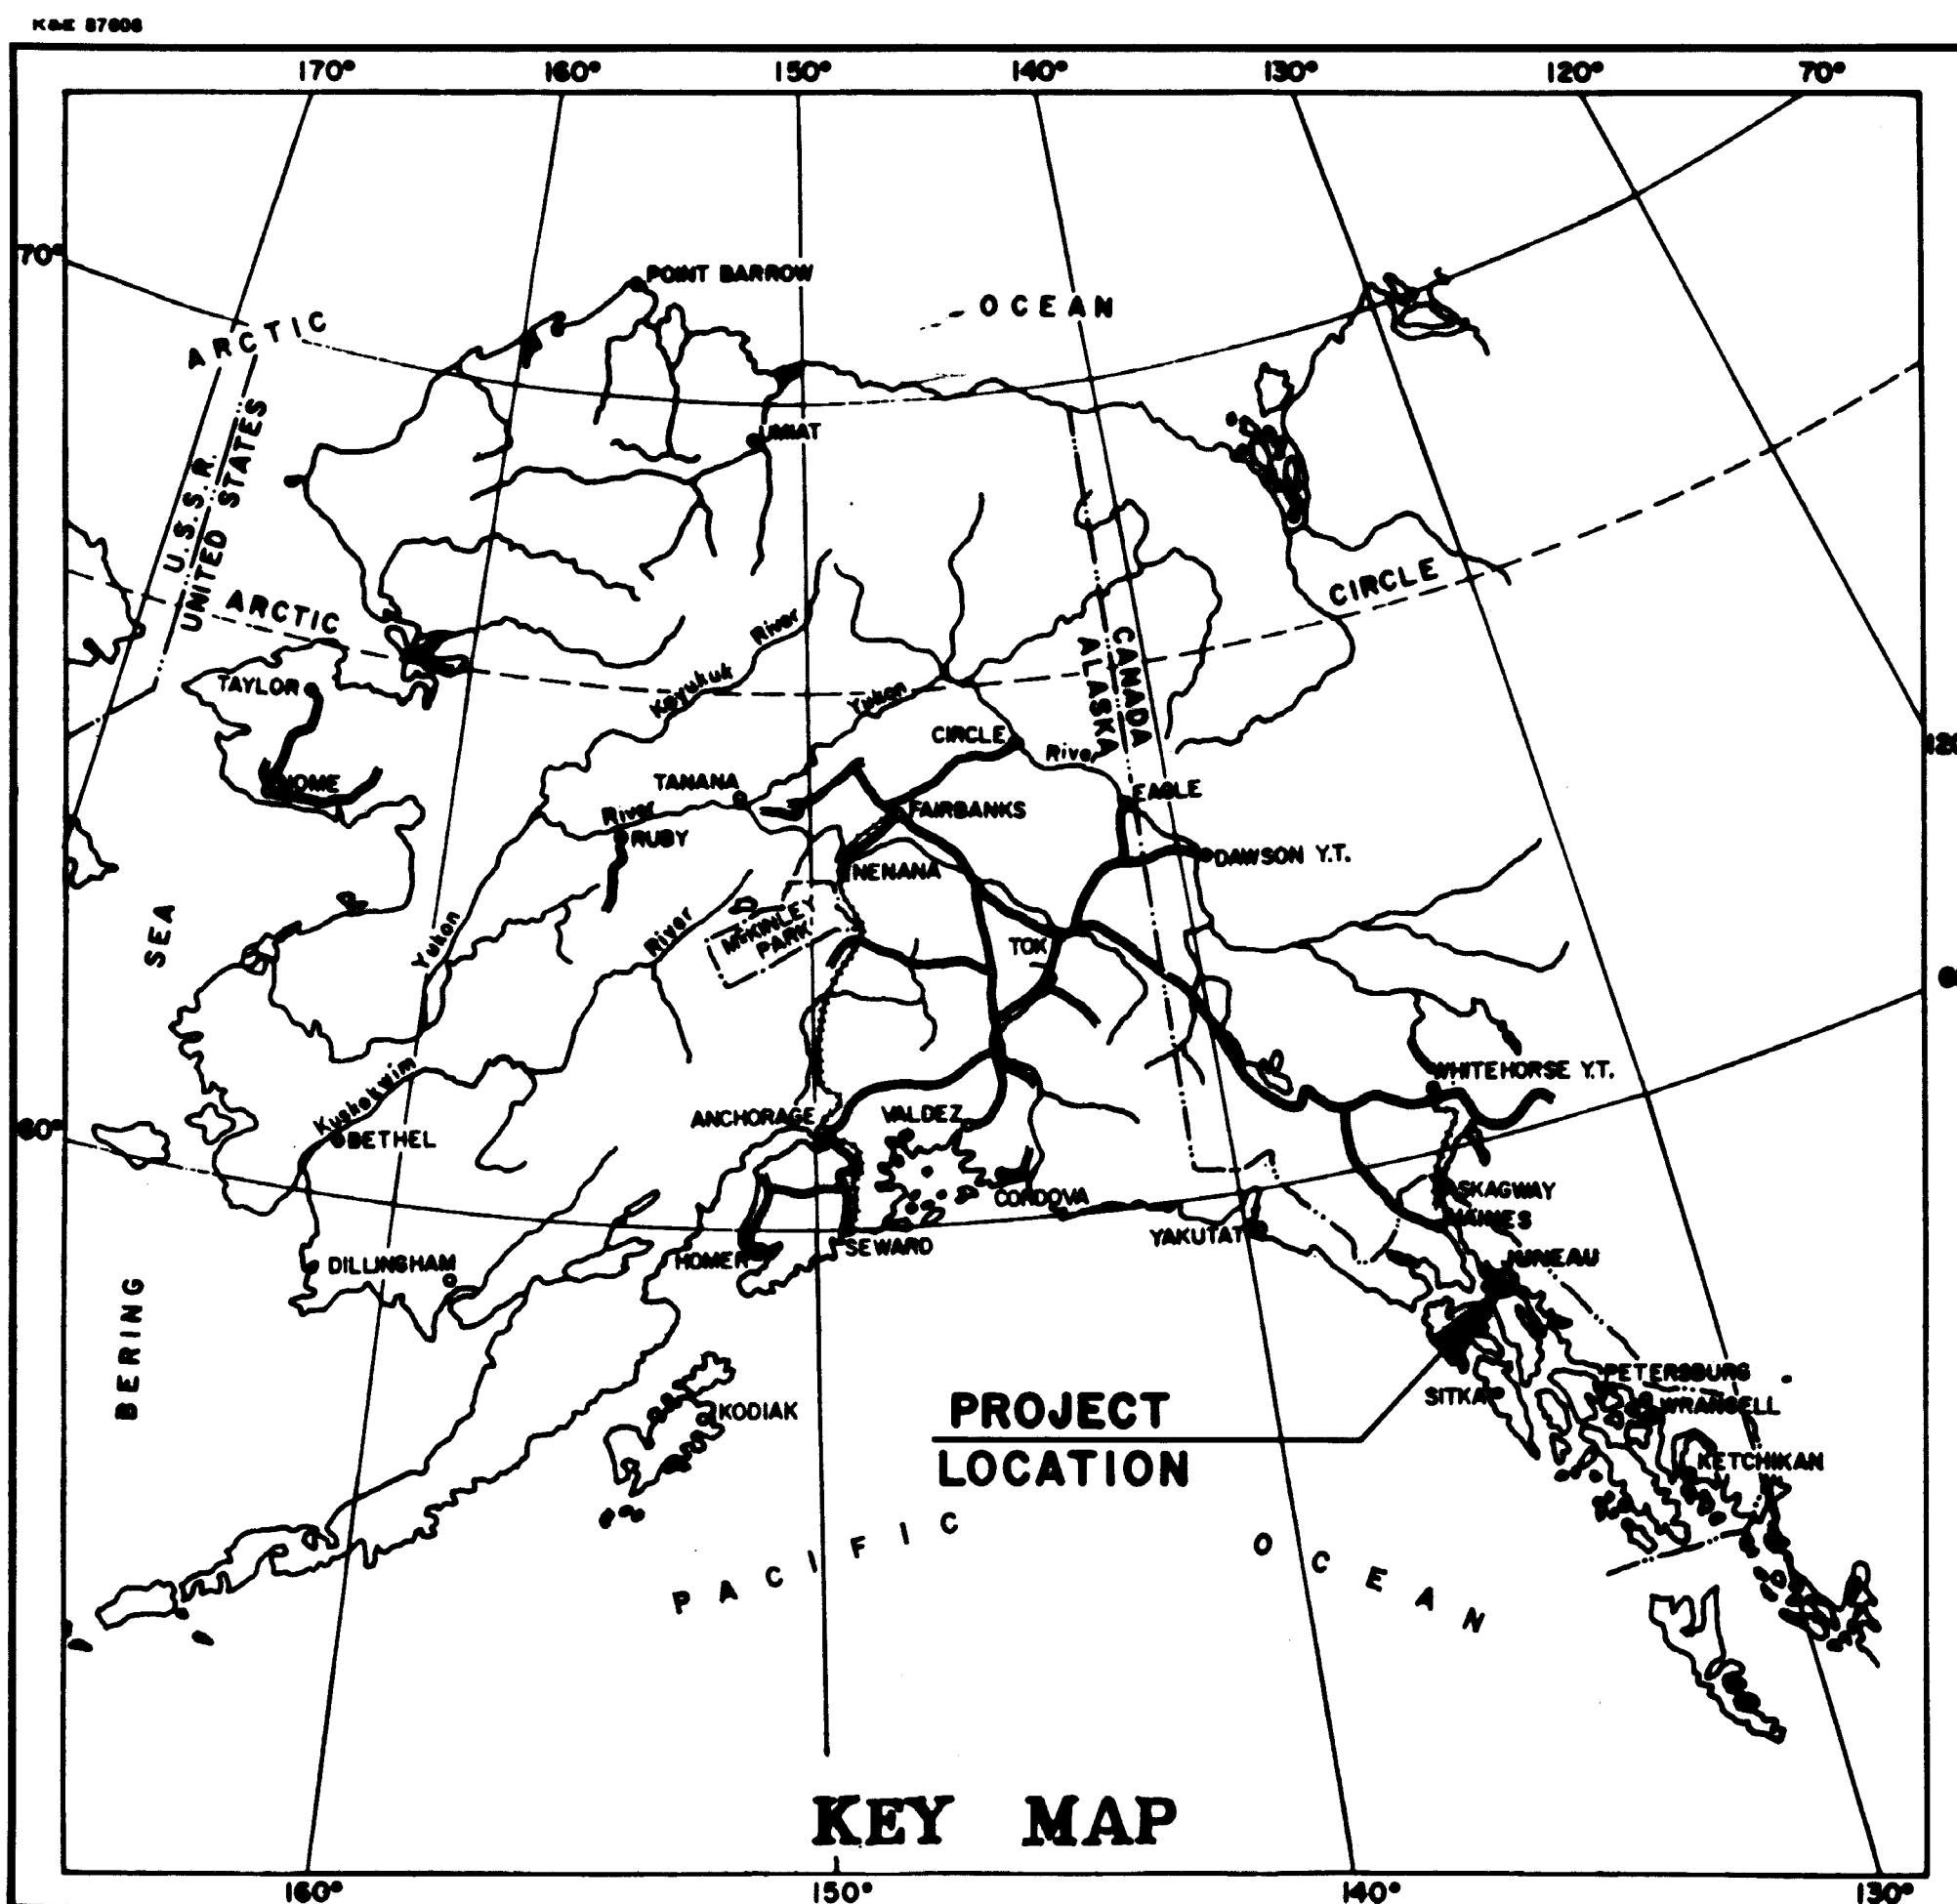 K&E 87608
170° 160° 150° 140° 130° 120° 70°
70°
POINT BARROW
ARCTIC OCEAN
UMIAT
U.S.S.R.
UNITED STATES
ARCTIC CIRCLE
TAYLOR
Koyukuk River
Yukon River
CANADA
ALASKA
CIRCLE
NOME
TANANA
EAGLE
River
FAIRBANKS
RUBY
NENANA
DAWSON Y.T.
McKINLEY
PARK
River
Yukon
TOK
SEA
WHITEHORSE Y.T.
Kuskokwim
60°
BETHEL
ANCHORAGE
VALDEZ
CORDOVA
SKAGWAY
HAINES
YAKUTAT
SEWARD
HOMER
DILLINGHAM
JUNEAU
BERING
PETERSBURG
SITKA
WRANGELL
KODIAK
PROJECT
LOCATION
KETCHIKAN
PACIFIC OCEAN
KEY MAP
160° 150° 140° 130°